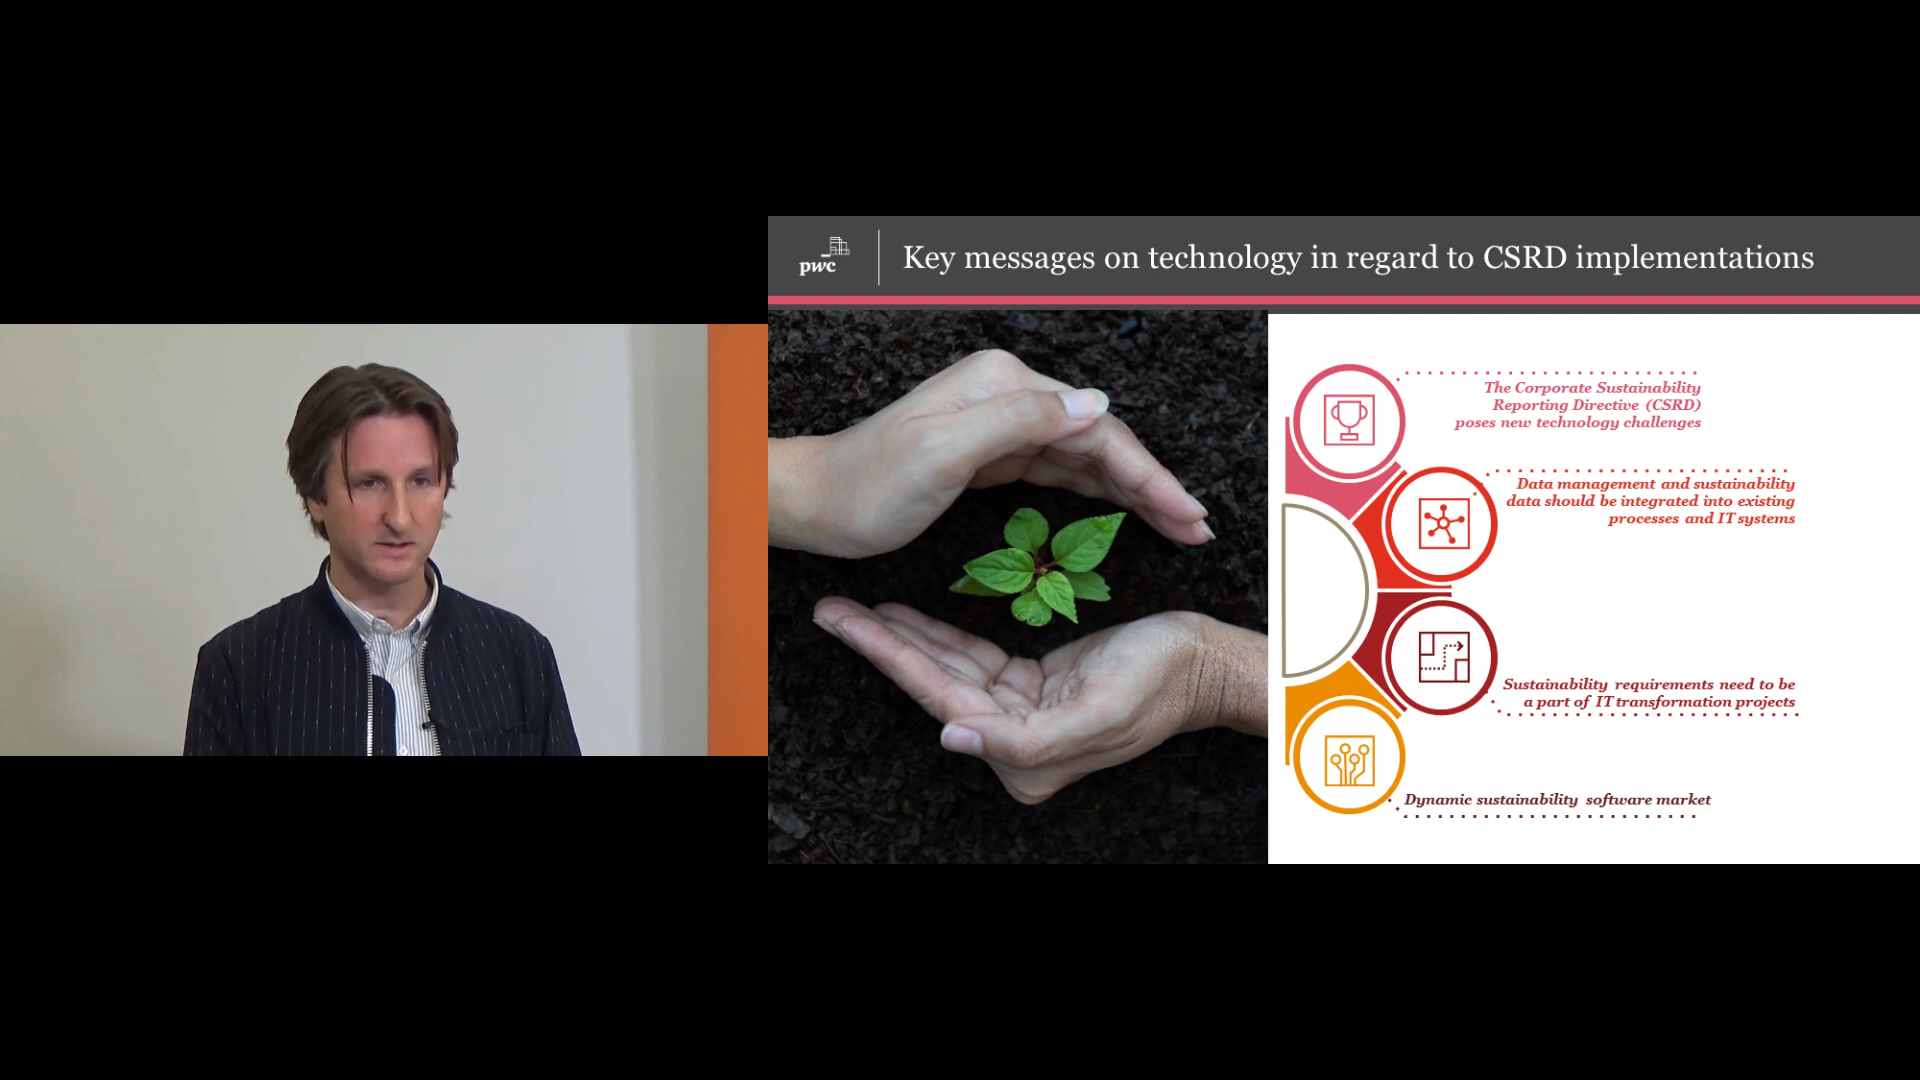 pwc
Key messages on technology in regard to CSRD implementations
The Corporate Sustainability
Reporting Directive (CSRD)
poses new technology challenges
Data management and sustainability
data should be integrated into existing
processes and IT systems
Sustainability requirements need to be
a part of IT transformation projects
Dynamic sustainability software market